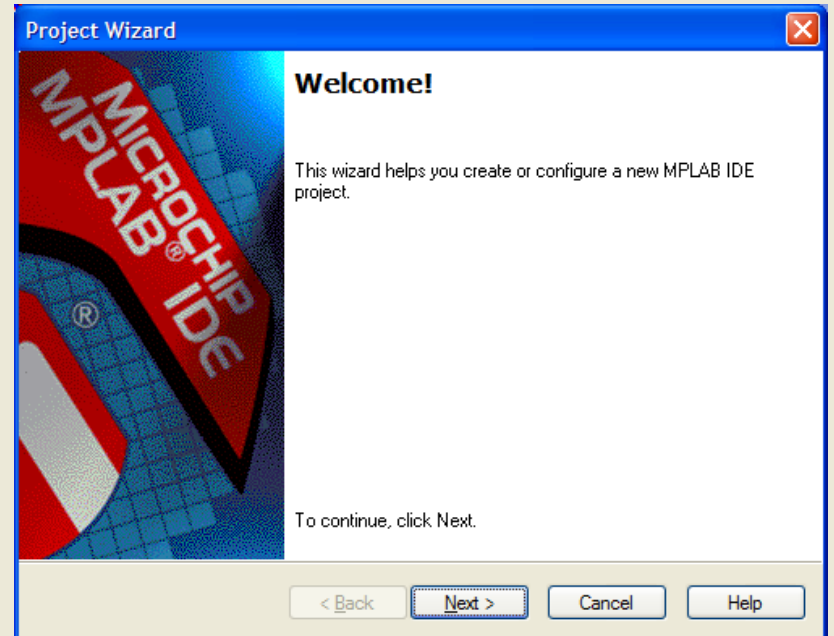 Project Wizard
MICROCHIP
MPLAB® IDE
®
Welcome!
This wizard helps you create or configure a new MPLAB IDE
project.
To continue, click Next.
< Back
Next >
Cancel
Help